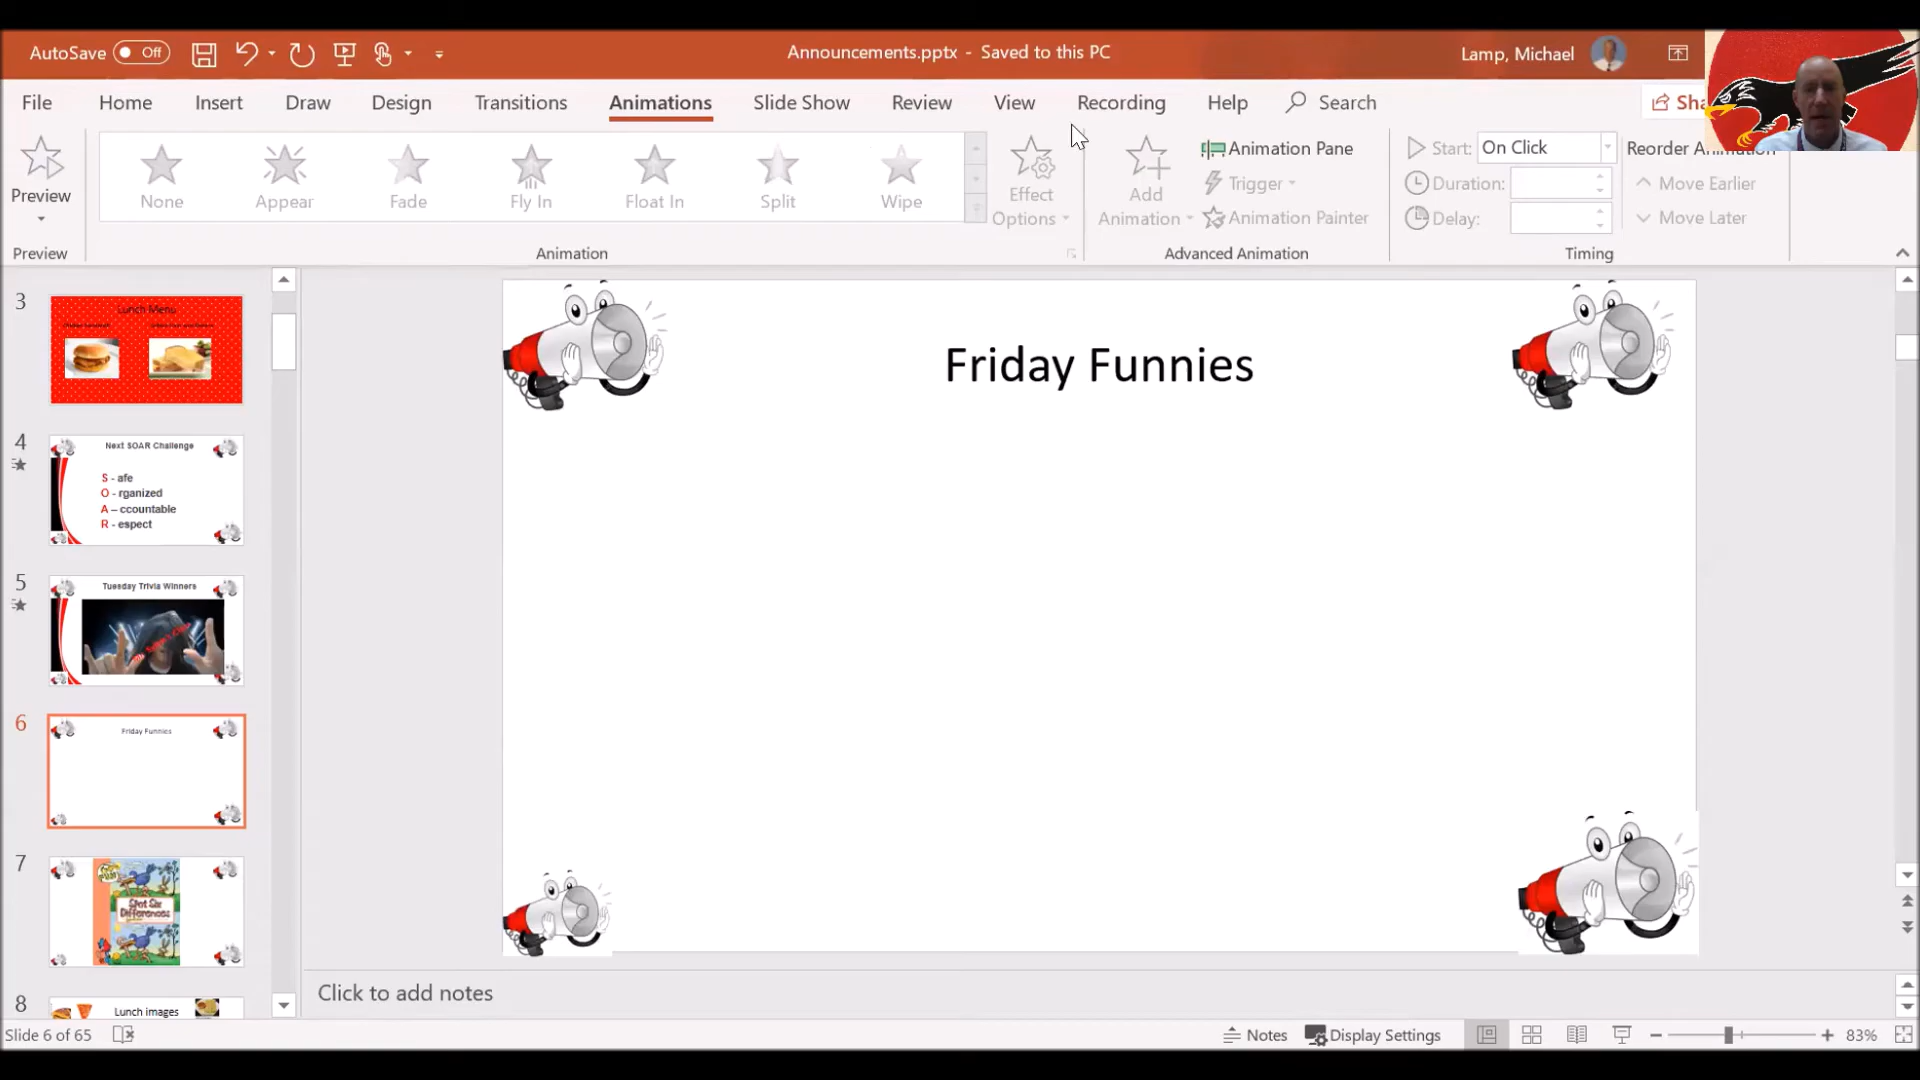 AutoSave Off
Announcements.pptx - Saved to this PC
Lamp, Michael
File Home Insert Draw Design Transitions Animations Slide Show Review View Recording Help Search
Preview
None Appear Fade Fly In Float In Split Wipe
Effect Options
Add Animation
Animation Pane
Trigger
Animation Painter
Start: On Click
Duration:
Delay:
Move Earlier
Move Later
Preview Animation Advanced Animation Timing
3
Lunch Menu
4
Next SOAR Challenge
S - afe
O - rganized
A – ccountable
R - espect
5
Tuesday Trivia Winners
6
Friday Funnies
7
Spot Six
Differences
8
Lunch images
Friday Funnies
Click to add notes
Slide 6 of 65
Notes Display Settings 83%